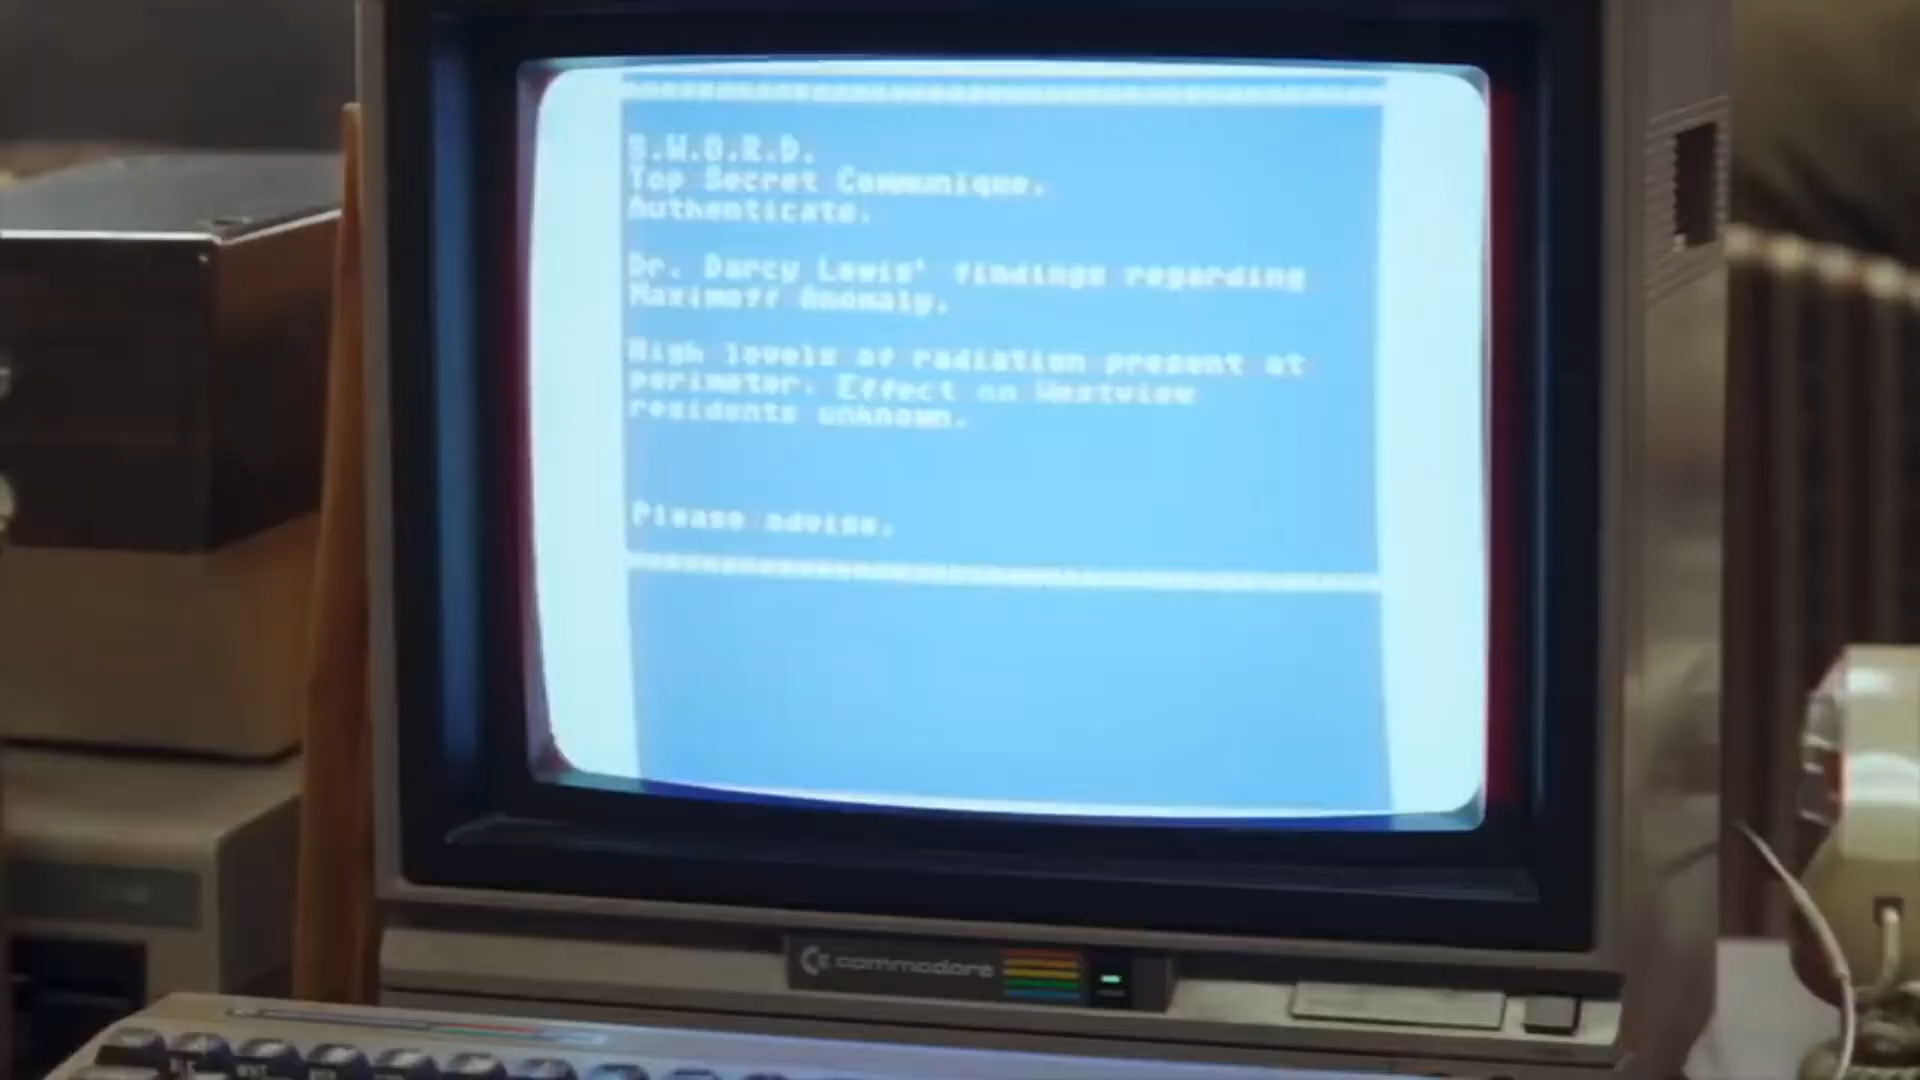 S.W.O.R.D.
Top Secret Communique.
Authenticate.
Dr. Darcy Lewis' findings regarding
Maximoff Anomaly.
High levels of radiation present at
perimeter. Effect on Westview
residents unknown.
Please advise.
commodore